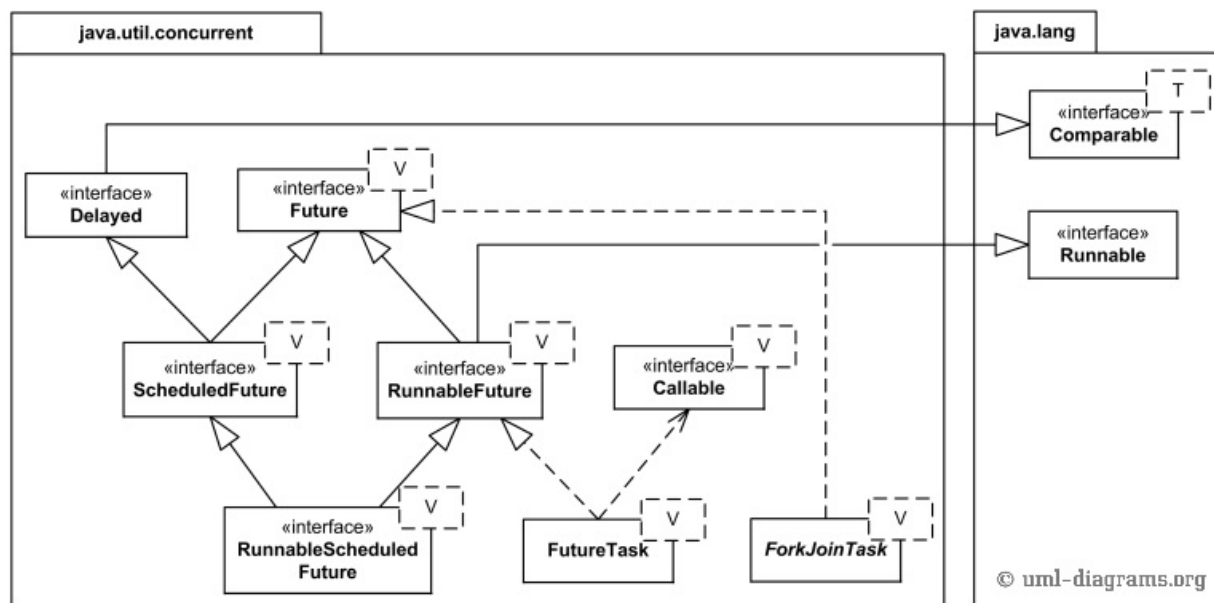 java.util.concurrent
java.lang
T
«interface»
Comparable
V
«interface»
Delayed
«interface»
Future
«interface»
Runnable
V
«interface»
ScheduledFuture
V
«interface»
RunnableFuture
V
«interface»
Callable
V
«interface»
RunnableScheduled
Future
V
FutureTask
V
ForkJoinTask
© uml-diagrams.org